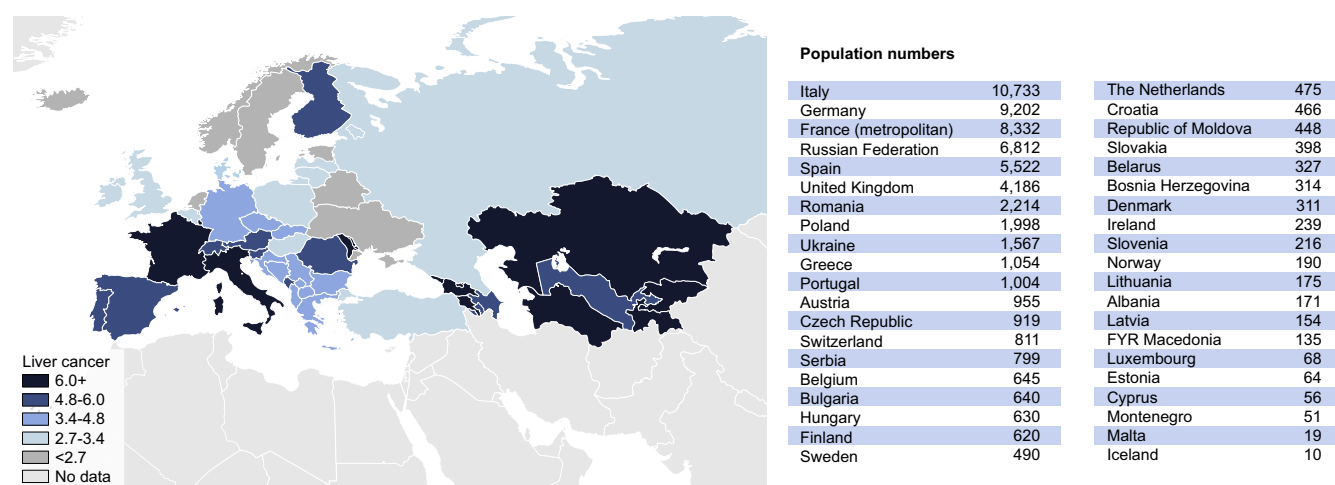 Liver cancer
6.0+
4.8-6.0
3.4-4.8
2.7-3.4
<2.7
No data
Population numbers
Italy 10,733
Germany 9,202
France (metropolitan) 8,332
Russian Federation 6,812
Spain 5,522
United Kingdom 4,186
Romania 2,214
Poland 1,998
Ukraine 1,567
Greece 1,054
Portugal 1,004
Austria 955
Czech Republic 919
Switzerland 811
Serbia 799
Belgium 645
Bulgaria 640
Hungary 630
Finland 620
Sweden 490
The Netherlands 475
Croatia 466
Republic of Moldova 448
Slovakia 398
Belarus 327
Bosnia Herzegovina 314
Denmark 311
Ireland 239
Slovenia 216
Norway 190
Lithuania 175
Albania 171
Latvia 154
FYR Macedonia 135
Luxembourg 68
Estonia 64
Cyprus 56
Montenegro 51
Malta 19
Iceland 10